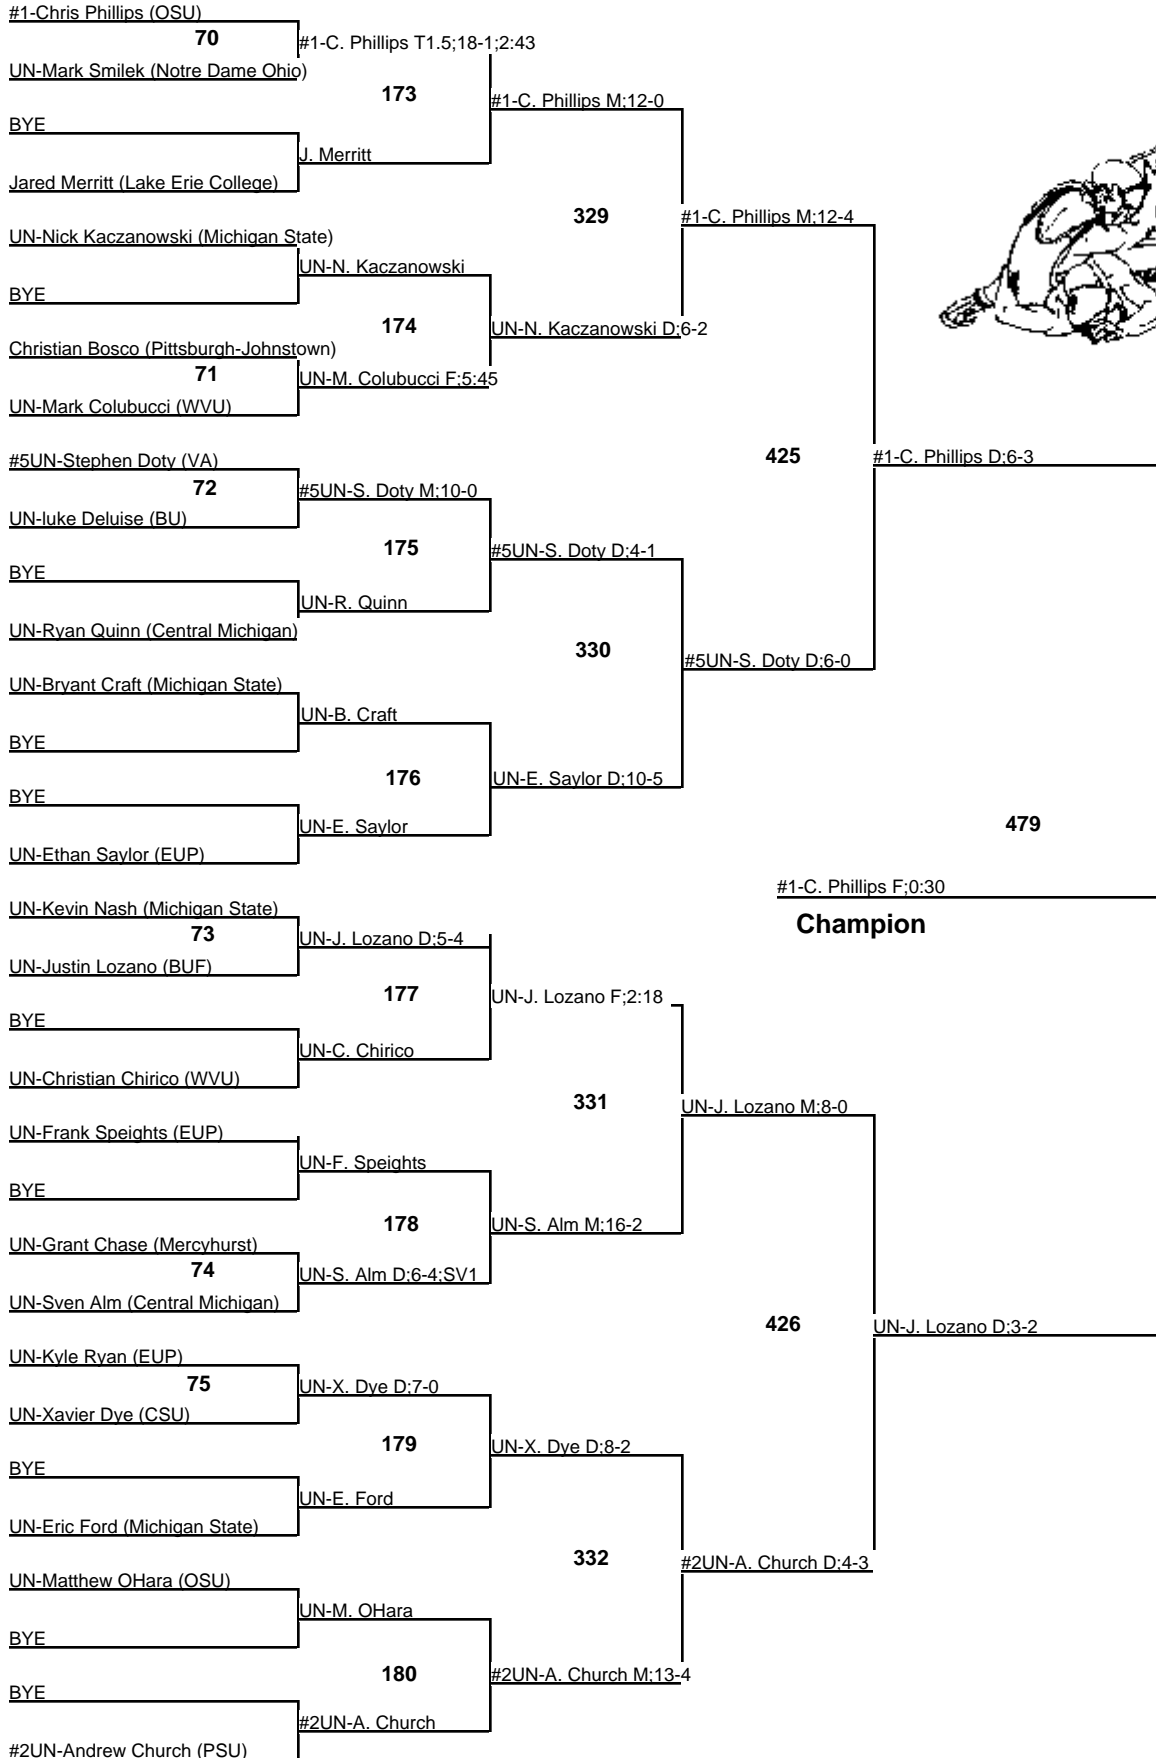 #1-Chris Phillips (OSU)
70
#1-C. Phillips T1.5;18-1;2:43
UN-Mark Smilek (Notre Dame Ohio)
173
#1-C. Phillips M;12-0
BYE
J. Merritt
Jared Merritt (Lake Erie College)
329
#1-C. Phillips M;12-4
UN-Nick Kaczanowski (Michigan State)
UN-N. Kaczanowski
BYE
174
UN-N. Kaczanowski D;6-2
Christian Bosco (Pittsburgh-Johnstown)
71
UN-M. Colubucci F;5:45
UN-Mark Colubucci (WVU)
425
#1-C. Phillips D;6-3
#5UN-Stephen Doty (VA)
72
#5UN-S. Doty M;10-0
UN-luke Deluise (BU)
175
#5UN-S. Doty D;4-1
BYE
UN-R. Quinn
UN-Ryan Quinn (Central Michigan)
330
#5UN-S. Doty D;6-0
UN-Bryant Craft (Michigan State)
UN-B. Craft
BYE
176
UN-E. Saylor D;10-5
BYE
UN-E. Saylor
UN-Ethan Saylor (EUP)
479
#1-C. Phillips F;0:30
Champion
UN-Kevin Nash (Michigan State)
73
UN-J. Lozano D;5-4
UN-Justin Lozano (BUF)
177
UN-J. Lozano F;2:18
BYE
UN-C. Chirico
UN-Christian Chirico (WVU)
331
UN-J. Lozano M;8-0
UN-Frank Speights (EUP)
UN-F. Speights
BYE
178
UN-S. Alm M;16-2
UN-Grant Chase (Mercyhurst)
74
UN-S. Alm D;6-4;SV1
UN-Sven Alm (Central Michigan)
426
UN-J. Lozano D;3-2
UN-Kyle Ryan (EUP)
75
UN-X. Dye D;7-0
UN-Xavier Dye (CSU)
179
UN-X. Dye D;8-2
BYE
UN-E. Ford
UN-Eric Ford (Michigan State)
332
#2UN-A. Church D;4-3
UN-Matthew OHara (OSU)
UN-M. OHara
BYE
180
#2UN-A. Church M;13-4
BYE
#2UN-A. Church
#2UN-Andrew Church (PSU)